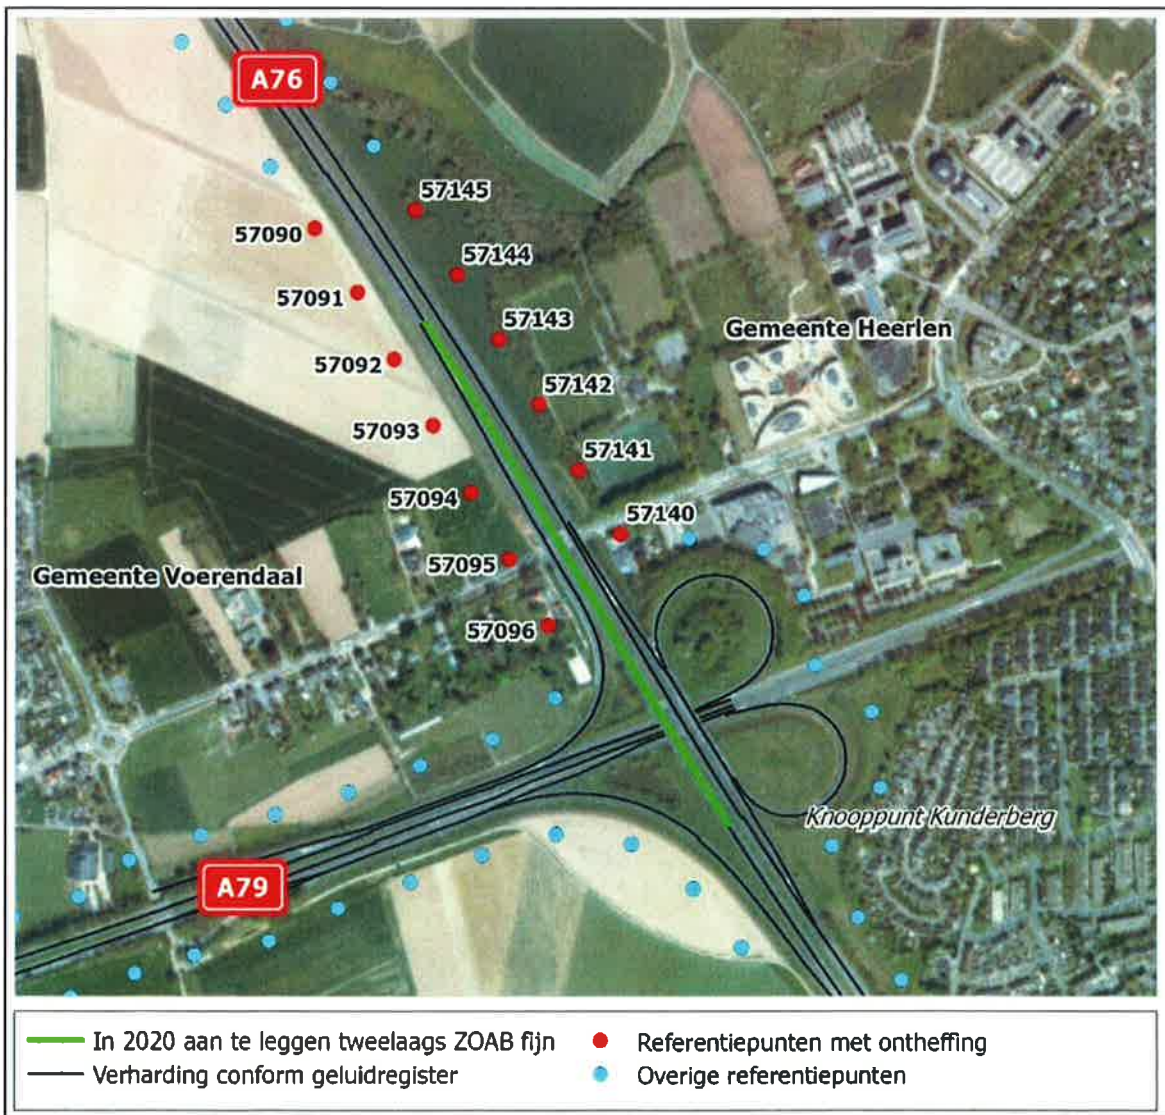 A76
57145
57090
57144
57091
57143
Gemeente Heerlen
57092
57142
57093
57141
57094
57140
57095
Gemeente Voerendaal
57096
Knooppunt Kunderberg
A79
In 2020 aan te leggen tweelaags ZOAB fijn
Referentiepunten met ontheffing
Verharding conform geluidregister
Overige referentiepunten